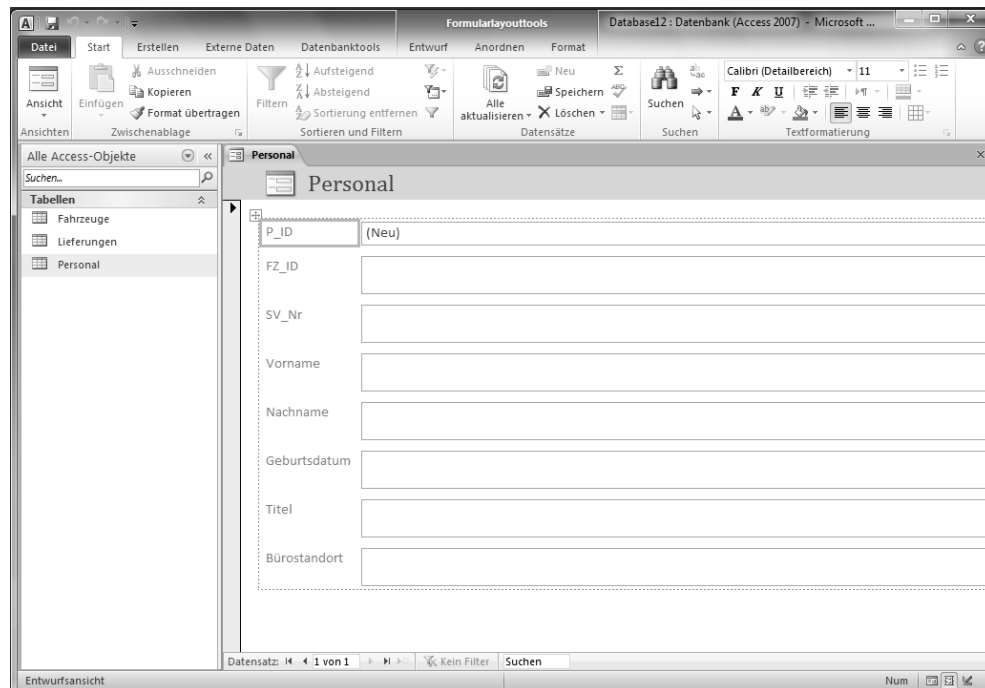 Formularlayouttools Database12 : Datenbank (Access 2007) - Microsoft ...
Datei Start Erstellen Externe Daten Datenbanktools Entwurf Anordnen Format
Ansicht
Ansichten
Einfügen
Ausschneiden
Kopieren
Format übertragen
Zwischenablage
Filtern
Aufsteigend
Absteigend
Sortierung entfernen
Sortieren und Filtern
Alle
aktualisieren
Neu
Speichern
Löschen
Datensätze
Suchen
Suchen
Calibri (Detailbereich) 11
F K U
Textformatierung
Alle Access-Objekte
Suchen...
Tabellen
Fahrzeuge
Lieferungen
Personal
Personal
Personal
P_ID (Neu)
FZ_ID
SV_Nr
Vorname
Nachname
Geburtsdatum
Titel
Bürostandort
Datensatz: 1 von 1 Kein Filter Suchen
Entwurfsansicht Num